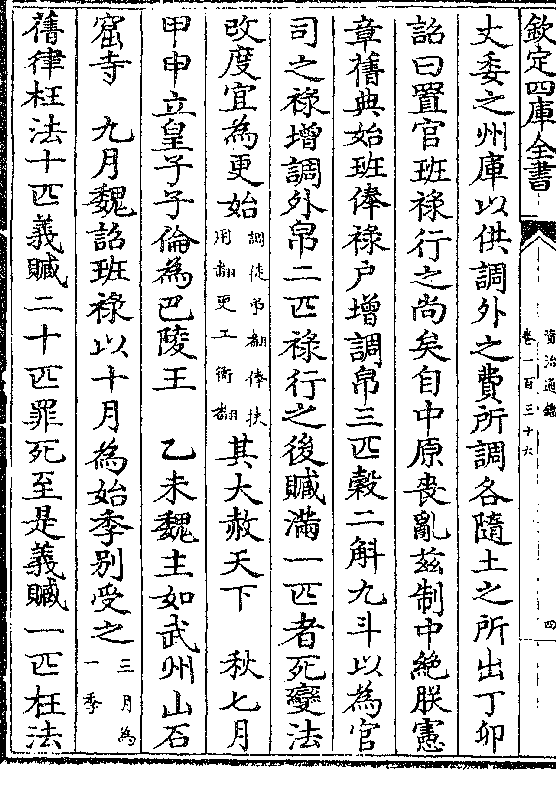 欽定四庫全書
資治通鑑
卷一百三十六
四
丈委之州庫以供調外之費所調各隨土之所出丁卯
詔曰置官班祿行之尚矣自中原喪亂兹制中絶朕憲
章舊典始班俸祿户增調帛三匹穀二斛九斗以為官
司之祿增調外帛二匹祿行之後贓滿一匹者死變法
改度宜為更始
調徒弔翻俸扶
用翻更工衡翻
其大赦天下　秋七月
甲申立皇子子倫為巴陵王　乙未魏主如武州山石
窟寺　九月魏詔班祿以十月為始季别受之
三月為
一季
舊律枉法十匹義贓二十匹罪死至是義贓一匹枉法